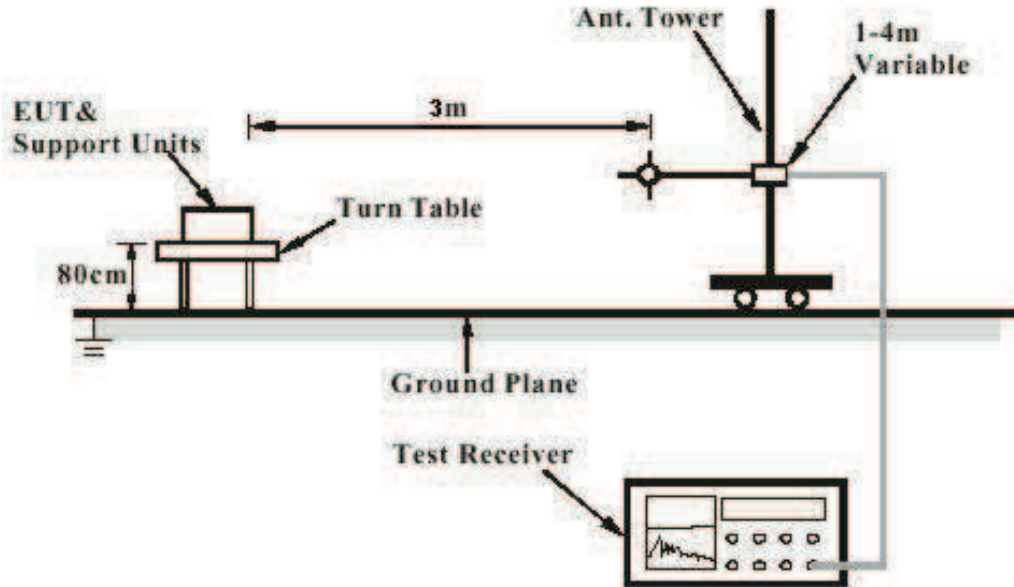 Ant. Tower
1-4m
Variable
3m
EUT&
Support Units
Turn Table
80cm
Ground Plane
Test Receiver